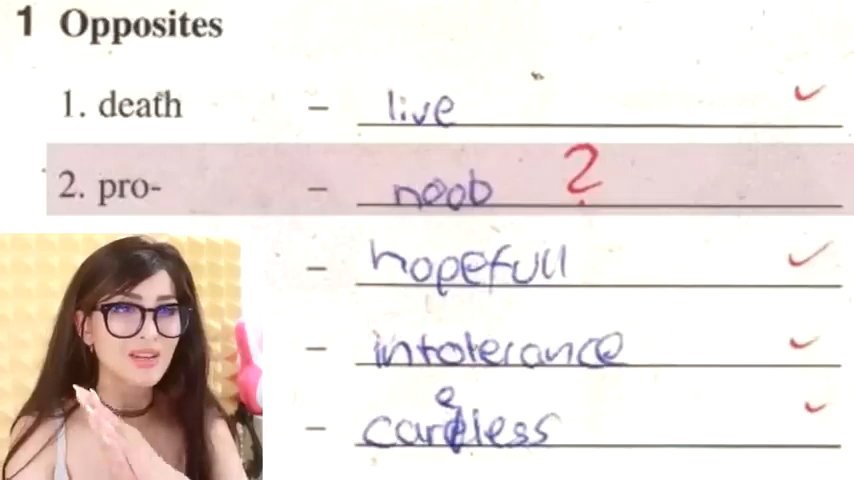 1 Opposites
1. death - live
2. pro- - noob ?
- hopefull
- intolerance
- careless